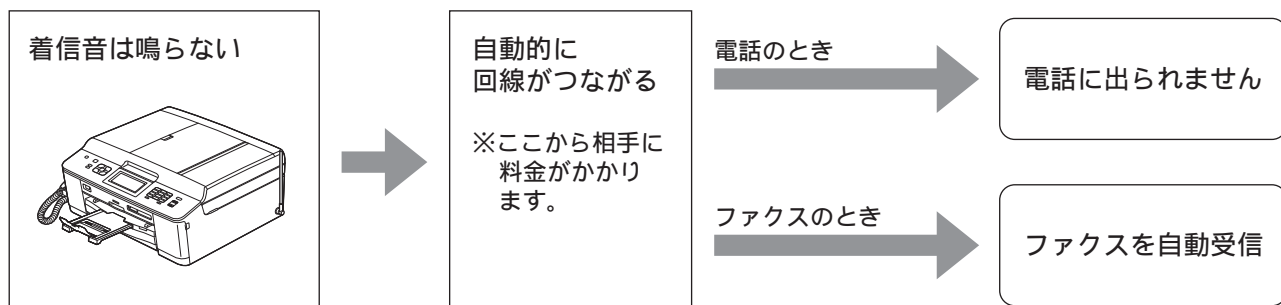 着信音は鳴らない
自動的に
回線がつながる
※ここから相手に
料金がかかり
ます。
電話のとき
電話に出られません
ファクスのとき
ファクスを自動受信